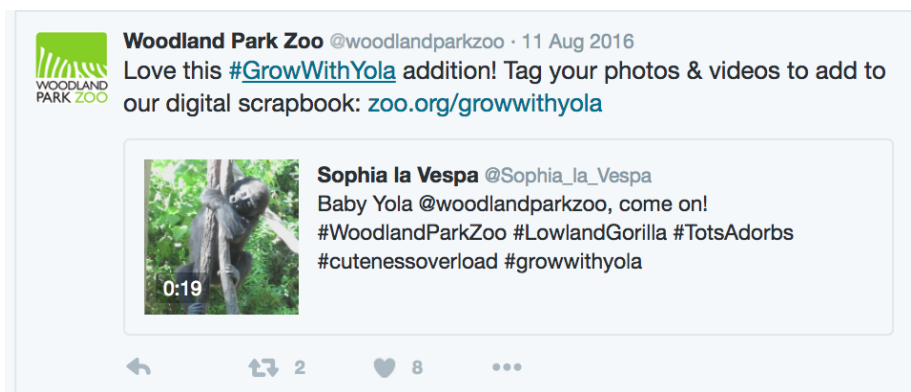 Woodland Park Zoo @woodlandparkzoo · 11 Aug 2016
WOODLAND
PARK ZOO
Love this #GrowWithYola addition! Tag your photos & videos to add to
our digital scrapbook: zoo.org/growwithyola
Sophia la Vespa @Sophia_la_Vespa
Baby Yola @woodlandparkzoo, come on!
#WoodlandParkZoo #LowlandGorilla #TotsAdorbs
#cutenessoverload #growwithyola
0:19
2
8